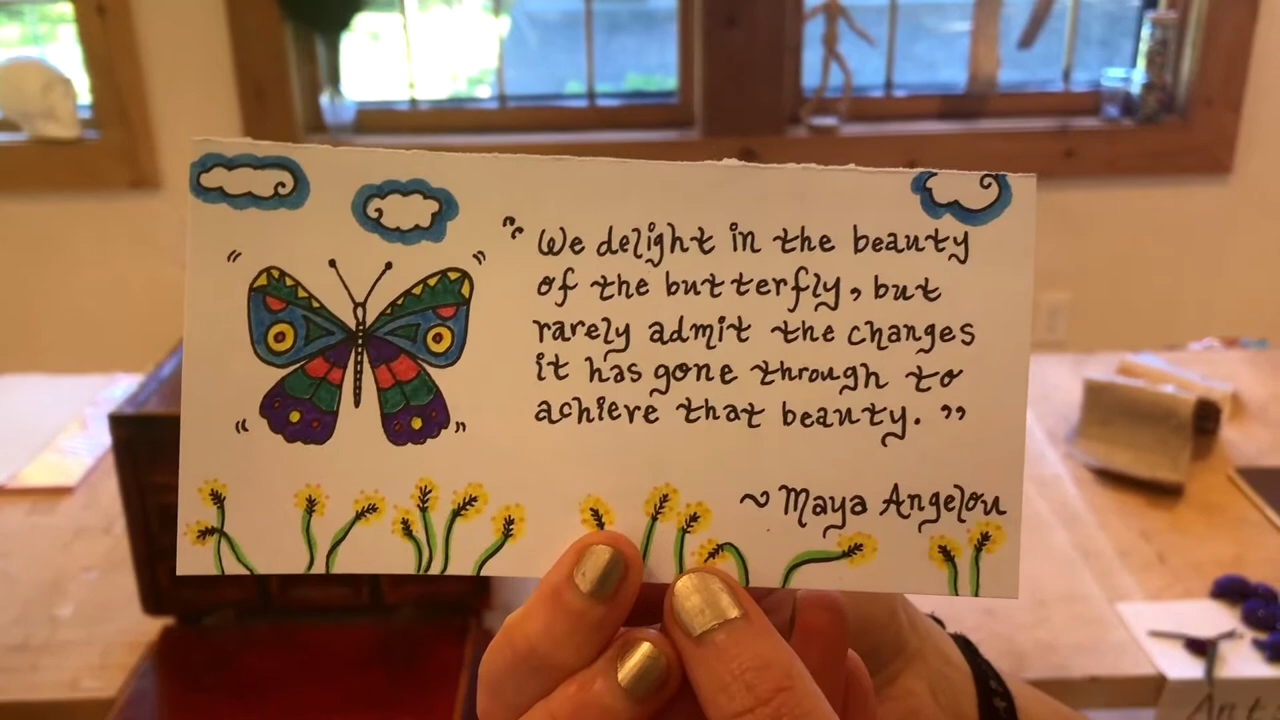 "We delight in the beauty
of the butterfly, but
rarely admit the changes
it has gone through to
achieve that beauty."
~ Maya Angelou